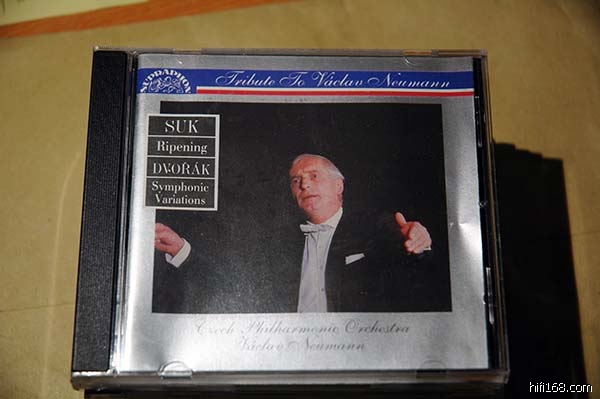 SUPRAPHON
Tribute To Václav Neumann
SUK
Ripening
DVOŘÁK
Symphonic
Variations
Czech Philharmonic Orchestra
Václav Neumann
hifi168.com